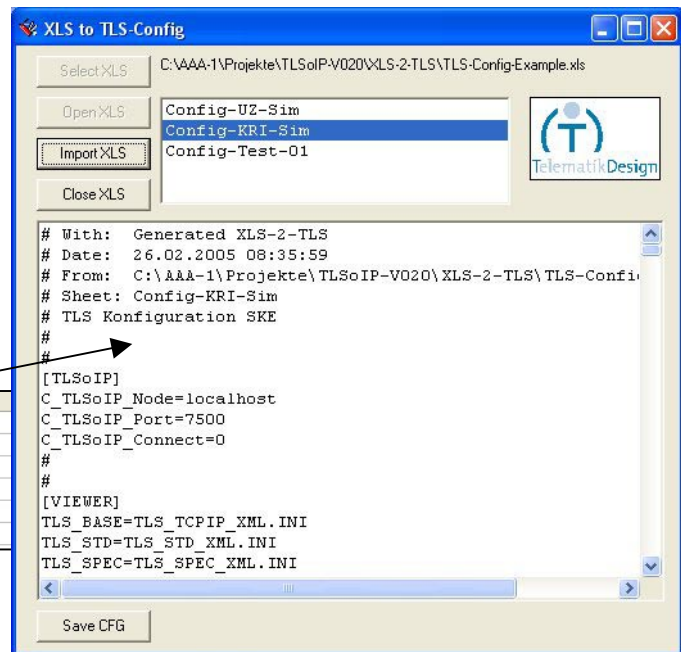 XLS to TLS-Config
Select XLS
C:\AAA-1\Projekte\TLSoIP-V020\XLS-2-TLS\TLS-Config-Example.xls
Open XLS
Import XLS
Close XLS
Config-UZ-Sim
Config-KRI-Sim
Config-Test-01
(T)
TelematikDesign
# With:  Generated XLS-2-TLS
# Date:  26.02.2005 08:35:59
# From:  C:\AAA-1\Projekte\TLSoIP-V020\XLS-2-TLS\TLS-Confi
# Sheet: Config-KRI-Sim
# TLS Konfiguration SKE
#
#
[TLSoIP]
C_TLSoIP_Node=localhost
C_TLSoIP_Port=7500
C_TLSoIP_Connect=0
#
#
[VIEWER]
TLS_BASE=TLS_TCPIP_XML.INI
TLS_STD=TLS_STD_XML.INI
TLS_SPEC=TLS_SPEC_XML.INI
Save CFG